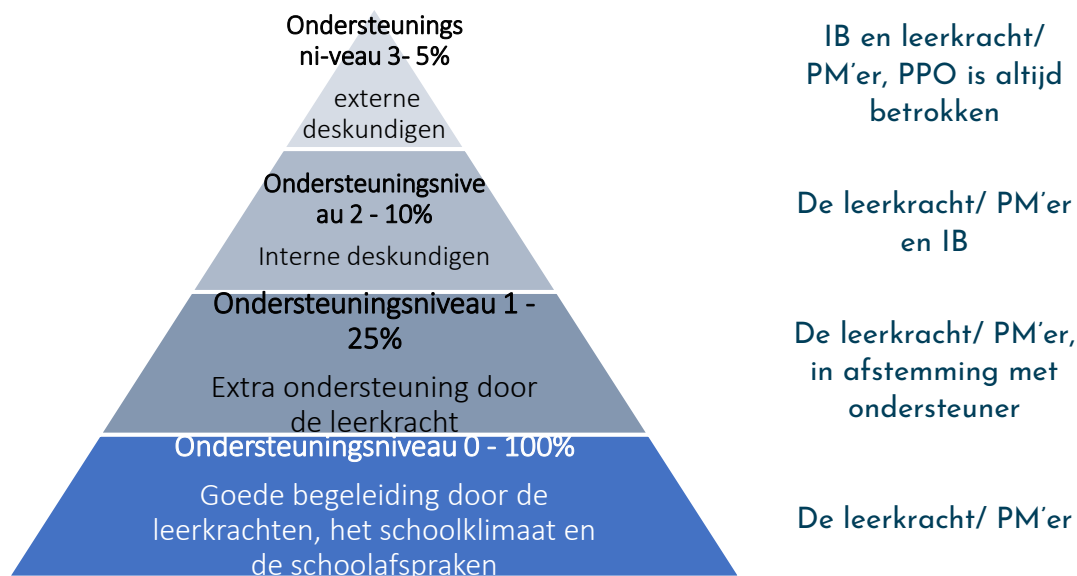 Ondersteunings
ni-veau 3- 5%
externe
deskundigen
IB en leerkracht/
PM'er, PPO is altijd
betrokken
Ondersteuningsnive
au 2 - 10%
Interne deskundigen
De leerkracht/ PM'er
en IB
Ondersteuningsniveau 1 -
25%
Extra ondersteuning door
de leerkracht
De leerkracht/ PM'er,
in afstemming met
ondersteuner
Ondersteuningsniveau 0 - 100%
Goede begeleiding door de
leerkrachten, het schoolklimaat en
de schoolafspraken
De leerkracht/ PM'er